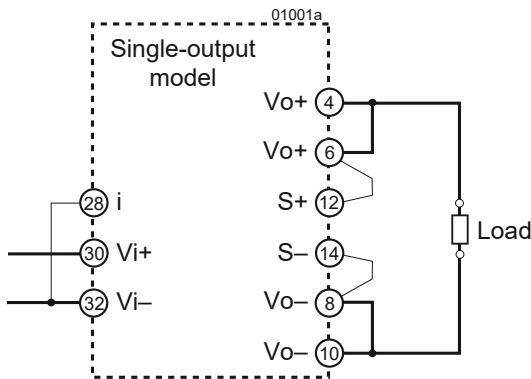 01001a
Single-output
model
Vo+ 4
Vo+ 6
S+ 12
28 i
30 Vi+
32 Vi–
S– 14
Vo– 8
Vo– 10
Load